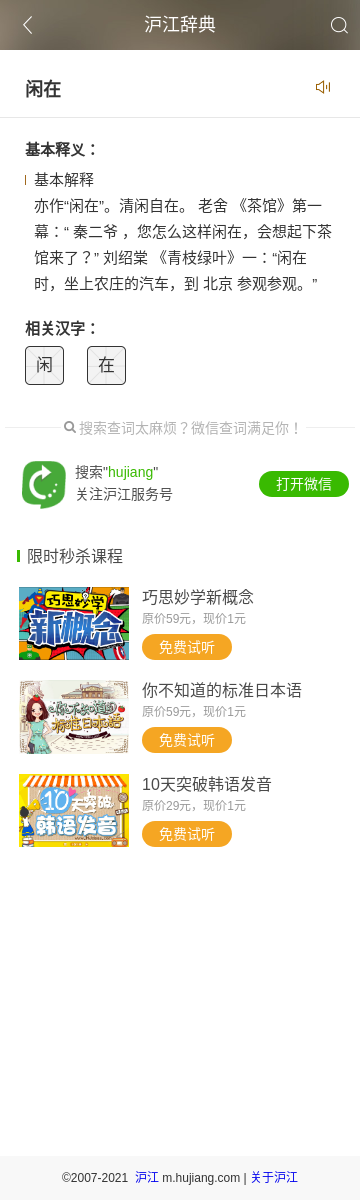 沪江辞典
闲在
基本释义：
基本解释
亦作“闲在”。清闲自在。 老舍 《茶馆》第一
幕：“ 秦二爷 ，您怎么这样闲在，会想起下茶
馆来了？” 刘绍棠 《青枝绿叶》一：“闲在
时，坐上农庄的汽车，到 北京 参观参观。”
相关汉字：
闲 在
搜索查词太麻烦？微信查词满足你！
搜索"hujiang"
关注沪江服务号
打开微信
限时秒杀课程
巧思妙学
新概念
巧思妙学新概念
原价59元，现价1元
免费试听
你不知道的
标准日本语
你不知道的标准日本语
原价59元，现价1元
免费试听
10天突破
韩语发音
10天突破韩语发音
原价29元，现价1元
免费试听
©2007-2021 沪江 m.hujiang.com | 关于沪江